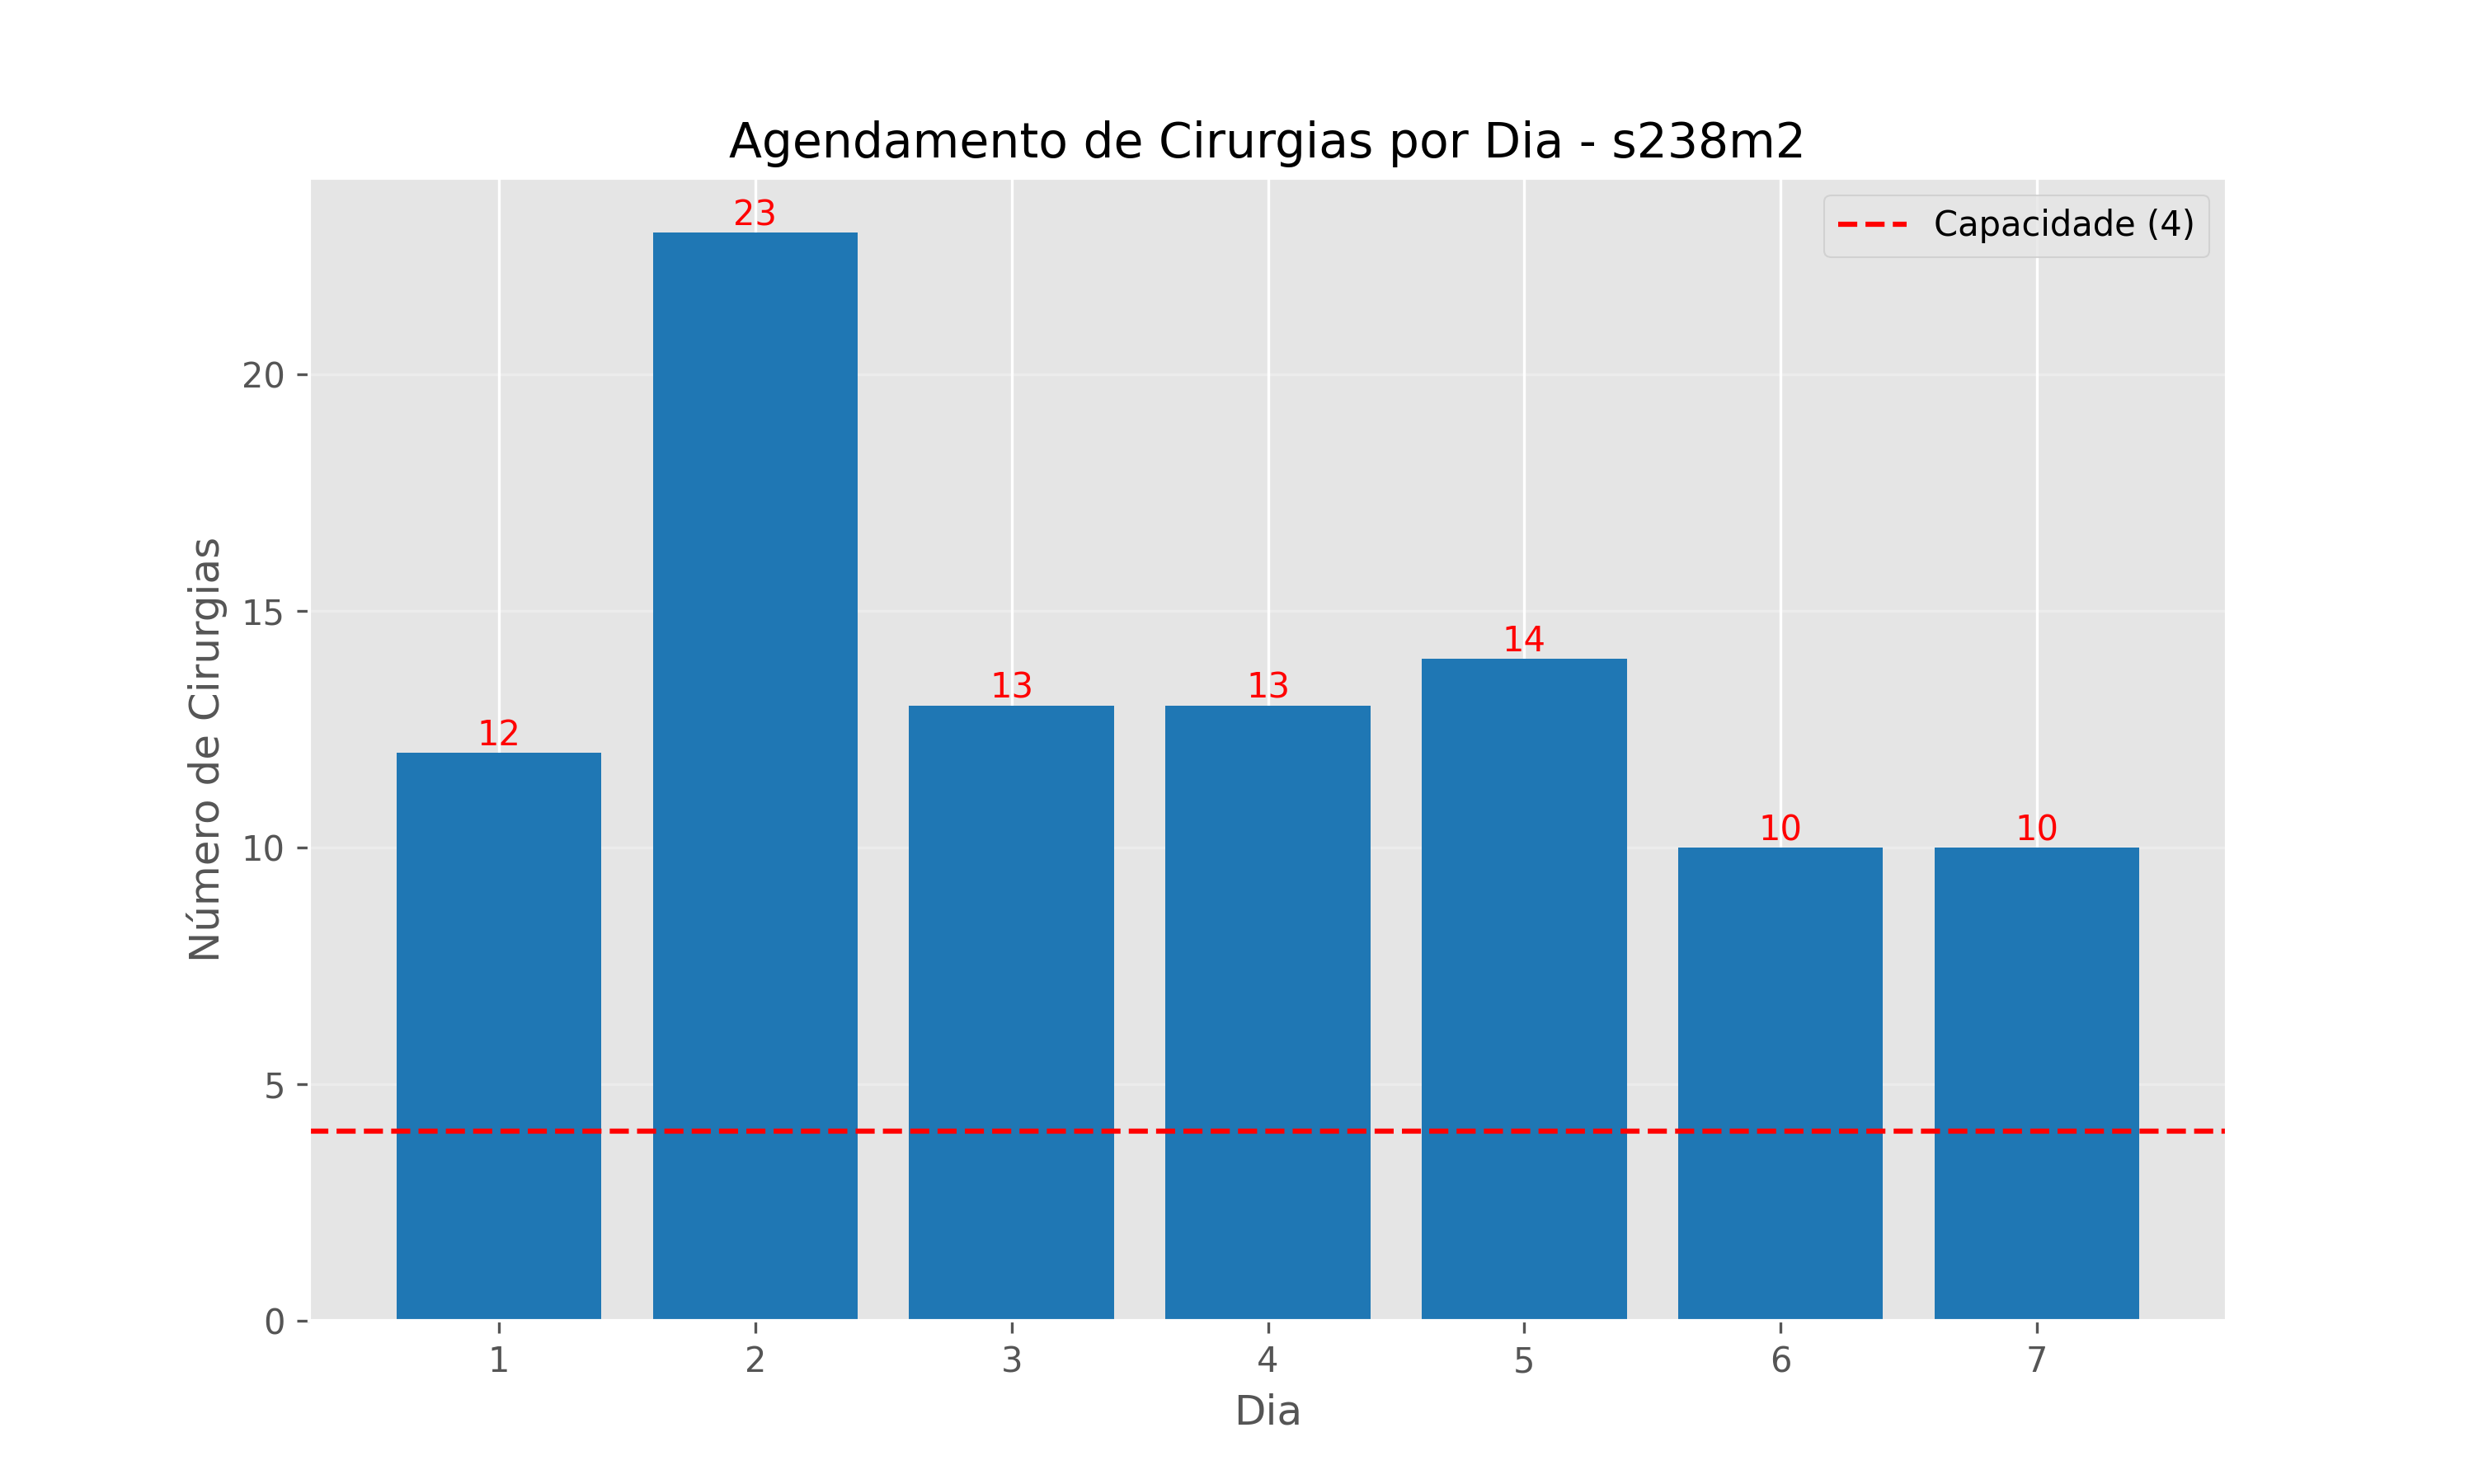 Agendamento de Cirurgias por Dia - s238m2
Capacidade (4)
23
20
15
14
13
13
12
10
10
10
5
0
Número de Cirurgias
1 2 3 4 5 6 7
Dia